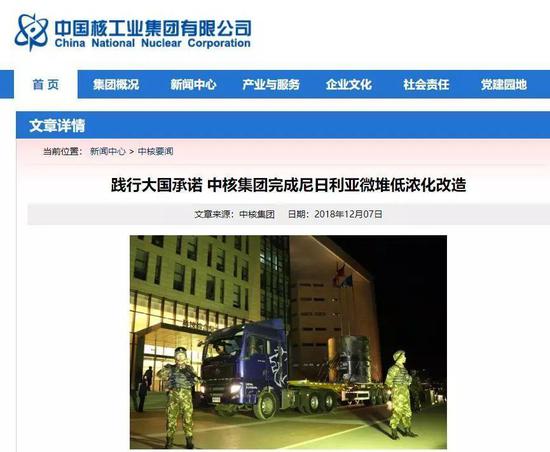 中国核工业集团有限公司
China National Nuclear Corporation
首 页 集团概况 新闻中心 产业与服务 企业文化 社会责任 党建园地
文章详情
当前位置： 新闻中心 > 中核要闻
践行大国承诺 中核集团完成尼日利亚微堆低浓化改造
文章来源：中核集团 日期：2018年12月07日